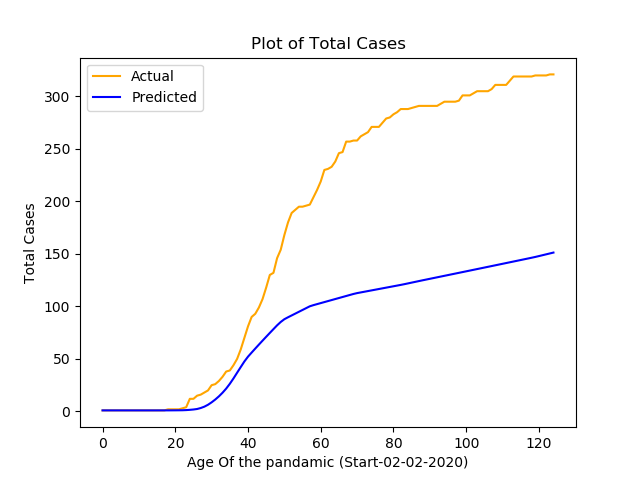 Plot of Total Cases
Actual
Predicted
300
250
200
150
100
50
0
Total Cases
0 20 40 60 80 100 120
Age Of the pandamic (Start-02-02-2020)